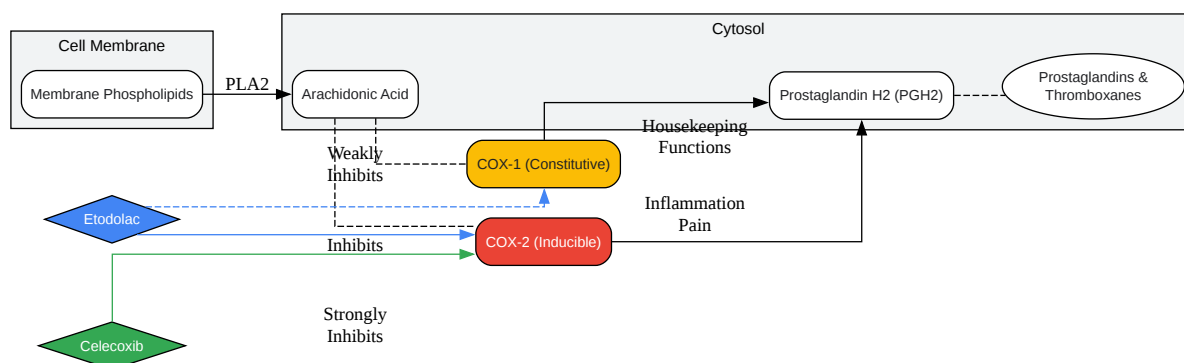 Cytosol
Cell Membrane
Membrane Phospholipids
PLA2
Arachidonic Acid
Prostaglandin H2 (PGH2)
Prostaglandins &
Thromboxanes
Housekeeping
Functions
Weakly
Inhibits
COX-1 (Constitutive)
Etodolac
Inflammation
Pain
Inhibits
COX-2 (Inducible)
Strongly
Inhibits
Celecoxib